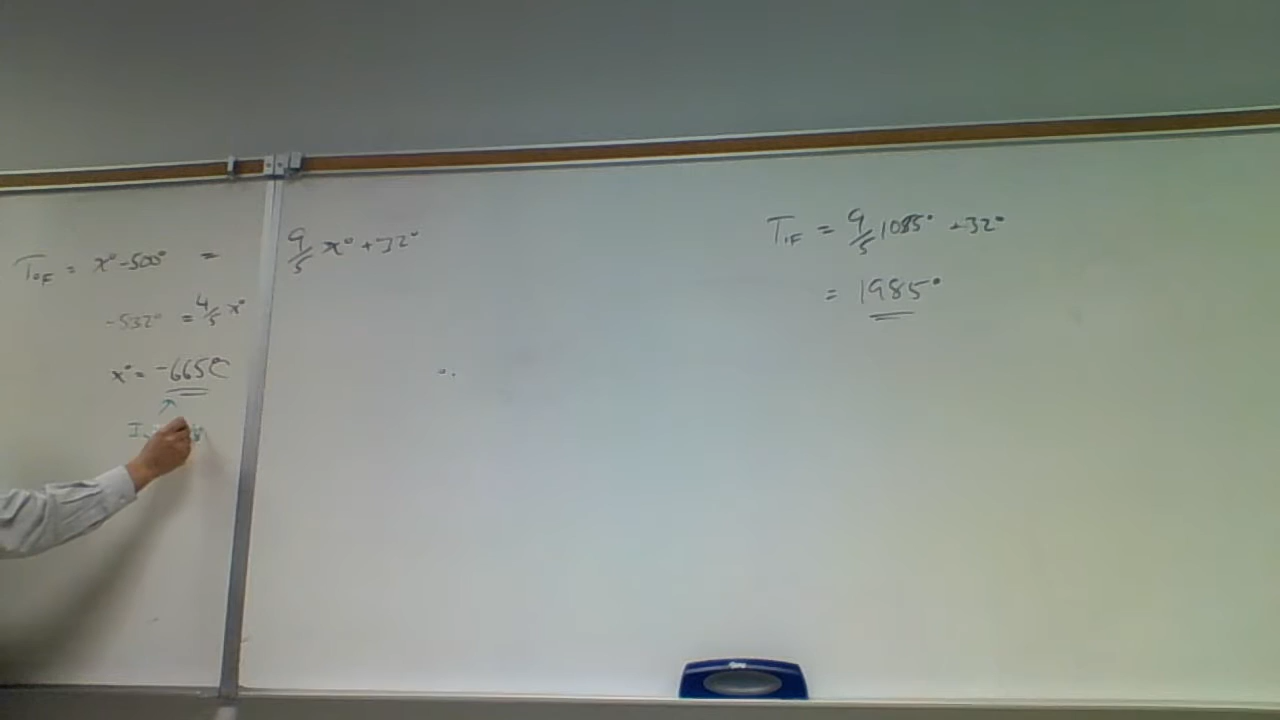 T°F = x°-500° = 9/5 x° +32°
-532° = 4/5 x°
x° = -665°C
T°F = 9/5 1085° +32°
= 1985°